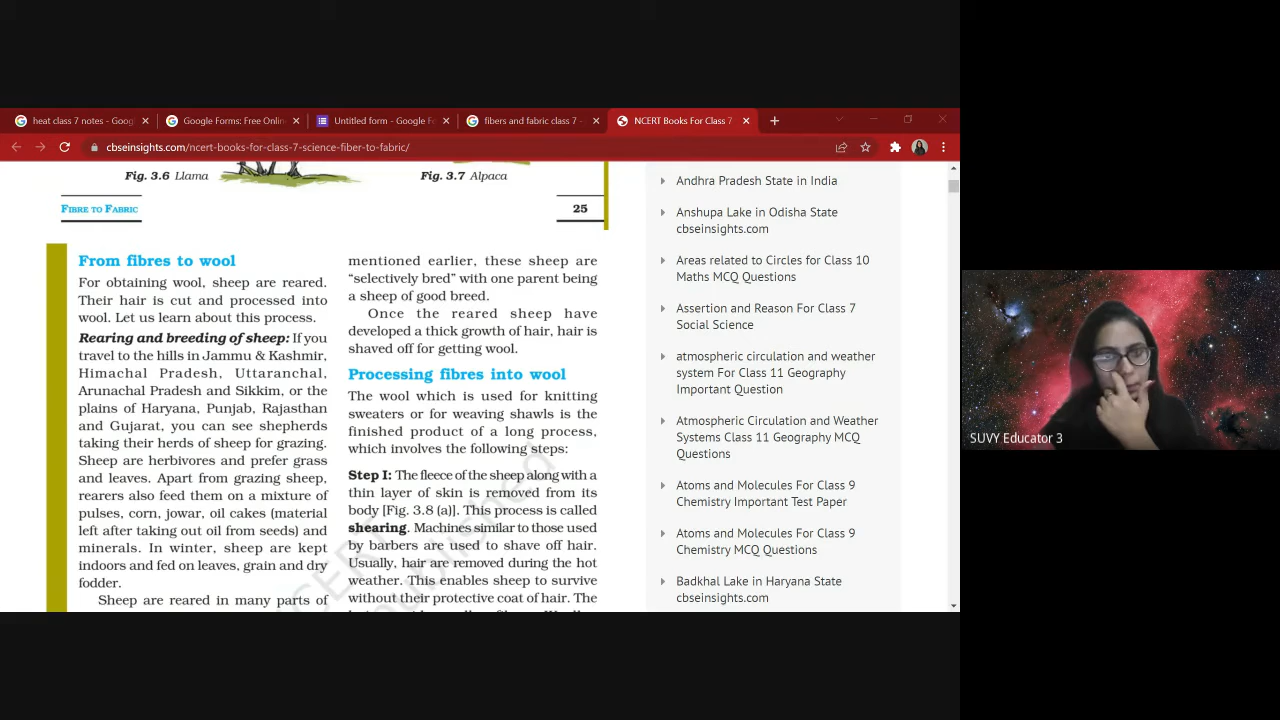 heat class 7 notes - Goog
Google Forms: Free Onlin
Untitled form - Google F
fibers and fabric class 7 -
NCERT Books For Class 7
cbseinsights.com/ncert-books-for-class-7-science-fiber-to-fabric/
Fig. 3.6 Llama
Fig. 3.7 Alpaca
FIBRE TO FABRIC
25
From fibres to wool
For obtaining wool, sheep are reared.
Their hair is cut and processed into
wool. Let us learn about this process.
Rearing and breeding of sheep: If you
travel to the hills in Jammu & Kashmir,
Himachal Pradesh, Uttaranchal,
Arunachal Pradesh and Sikkim, or the
plains of Haryana, Punjab, Rajasthan
and Gujarat, you can see shepherds
taking their herds of sheep for grazing.
Sheep are herbivores and prefer grass
and leaves. Apart from grazing sheep,
rearers also feed them on a mixture of
pulses, corn, jowar, oil cakes (material
left after taking out oil from seeds) and
minerals. In winter, sheep are kept
indoors and fed on leaves, grain and dry
fodder.
Sheep are reared in many parts of
mentioned earlier, these sheep are
“selectively bred” with one parent being
a sheep of good breed.
Once the reared sheep have
developed a thick growth of hair, hair is
shaved off for getting wool.
Processing fibres into wool
The wool which is used for knitting
sweaters or for weaving shawls is the
finished product of a long process,
which involves the following steps:
Step I: The fleece of the sheep along with a
thin layer of skin is removed from its
body [Fig. 3.8 (a)]. This process is called
shearing. Machines similar to those used
by barbers are used to shave off hair.
Usually, hair are removed during the hot
weather. This enables sheep to survive
without their protective coat of hair. The
Andhra Pradesh State in India
Anshupa Lake in Odisha State
cbseinsights.com
Areas related to Circles for Class 10
Maths MCQ Questions
Assertion and Reason For Class 7
Social Science
atmospheric circulation and weather
system For Class 11 Geography
Important Question
Atmospheric Circulation and Weather
Systems Class 11 Geography MCQ
Questions
Atoms and Molecules For Class 9
Chemistry Important Test Paper
Atoms and Molecules For Class 9
Chemistry MCQ Questions
Badkhal Lake in Haryana State
cbseinsights.com
SUVY Educator 3